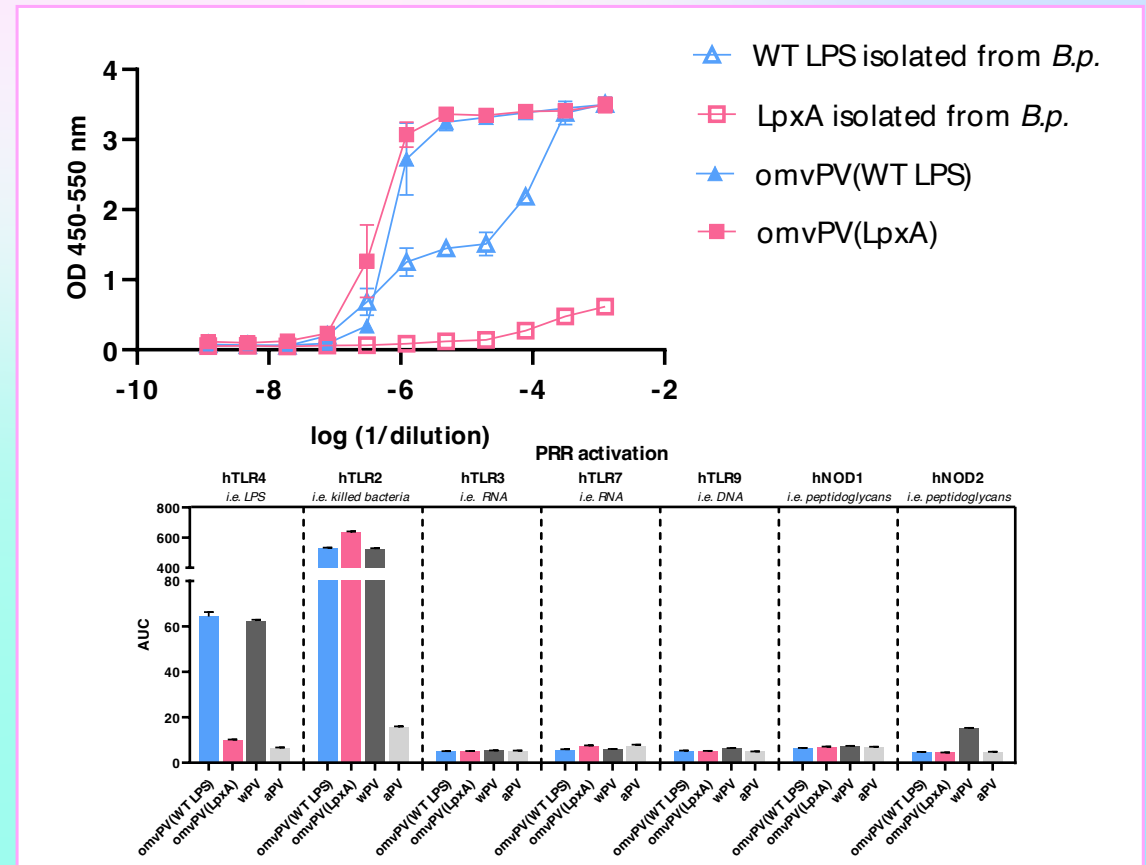 WT LPS isolated from B.p.
LpxA isolated from B.p.
omvPV(WT LPS)
omvPV(LpxA)
OD 450-550 nm
4
3
2
1
0
-10 -8 -6 -4 -2
log (1/dilution)
PRR activation
hTLR4 hTLR2 hTLR3 hTLR7 hTLR9 hNOD1 hNOD2
i.e. LPS i.e. killed bacteria i.e. RNA i.e. RNA i.e. DNA i.e. peptidoglycans i.e. peptidoglycans
AUC
800
600
400
80
60
40
20
0
omvPV(WT LPS) omvPV(LpxA) wPV aPV omvPV(WT LPS) omvPV(LpxA) wPV aPV omvPV(WT LPS) omvPV(LpxA) wPV aPV omvPV(WT LPS) omvPV(LpxA) wPV aPV omvPV(WT LPS) omvPV(LpxA) wPV aPV omvPV(WT LPS) omvPV(LpxA) wPV aPV omvPV(WT LPS) omvPV(LpxA) wPV aPV